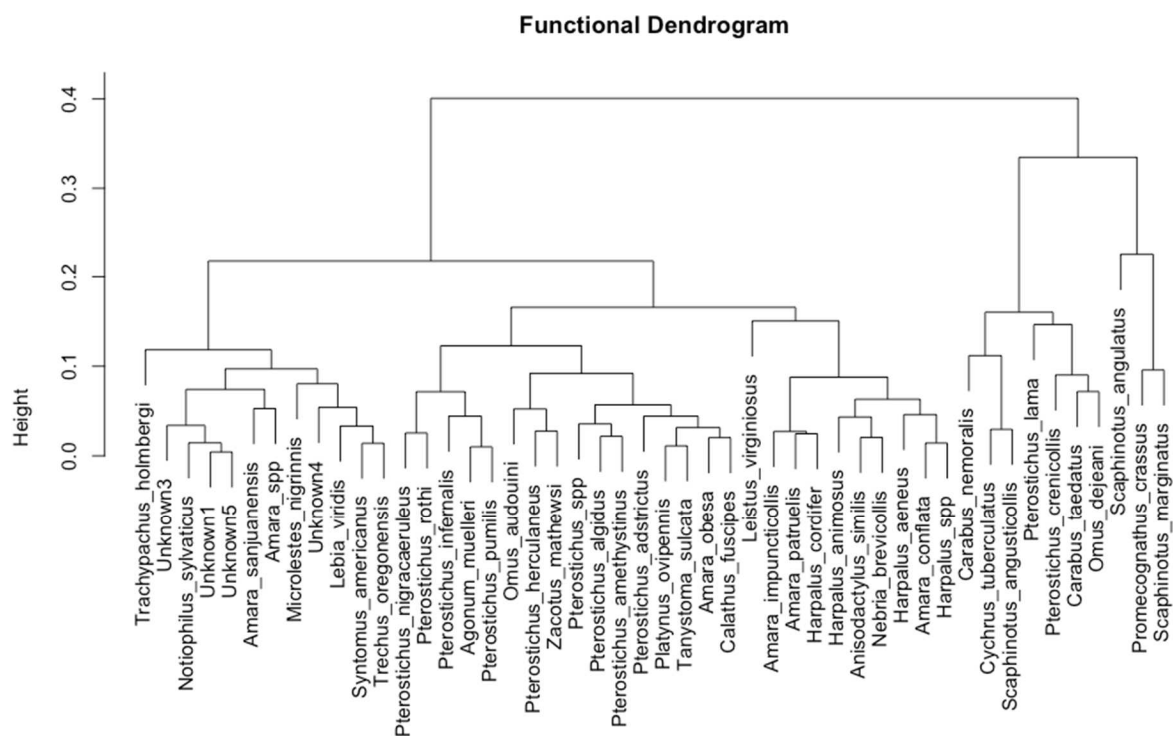 Functional Dendrogram
Height
0.4
0.3
0.2
0.1
0.0
Trachypachus_holmbergi
Unknown3
Notiophilus_sylvaticus
Unknown1
Unknown5
Amara_sanjuanensis
Amara_spp
Microlestes_nigrinnis
Unknown4
Lebia_viridis
Syntomus_americanus
Trechus_oregonensis
Pterostichus_nigracaeruleus
Pterostichus_rothi
Pterostichus_infernalis
Agonum_muelleri
Pterostichus_pumilis
Omus_audouini
Pterostichus_herculaneus
Zacotus_mathewsi
Pterostichus_spp
Pterostichus_algidus
Pterostichus_amethystinus
Pterostichus_adstrictus
Platynus_ovipennis
Tanystoma_sulcata
Amara_obesa
Calathus_fuscipes
Leistus_virginiosus
Amara_impuncticollis
Amara_patruelis
Harpalus_cordifer
Harpalus_animosus
Anisodactylus_similis
Nebria_brevicollis
Harpalus_aeneus
Amara_conflata
Harpalus_spp
Carabus_nemoralis
Cychrus_tuberculatus
Scaphinotus_angusticollis
Pterostichus_lama
Pterostichus_crenicollis
Carabus_taedatus
Omus_dejeani
Scaphinotus_angulatus
Promecognathus_crassus
Scaphinotus_marginatus